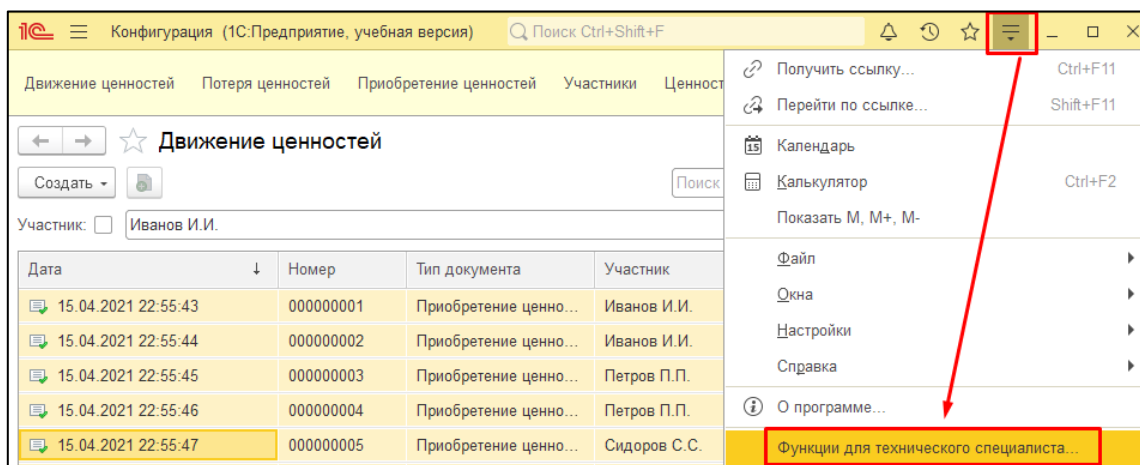 1С Конфигурация (1С:Предприятие, учебная версия) Поиск Ctrl+Shift+F
Движение ценностей Потеря ценностей Приобретение ценностей Участники Ценност
Движение ценностей
Создать Поиск
Участник: Иванов И.И.
Дата ↓ Номер Тип документа Участник
15.04.2021 22:55:43 000000001 Приобретение ценно... Иванов И.И.
15.04.2021 22:55:44 000000002 Приобретение ценно... Иванов И.И.
15.04.2021 22:55:45 000000003 Приобретение ценно... Петров П.П.
15.04.2021 22:55:46 000000004 Приобретение ценно... Петров П.П.
15.04.2021 22:55:47 000000005 Приобретение ценно... Сидоров С.С.
Получить ссылку... Ctrl+F11
Перейти по ссылке... Shift+F11
15 Календарь
Калькулятор Ctrl+F2
Показать M, M+, M-
Файл
Окна
Настройки
Справка
О программе...
Функции для технического специалиста...